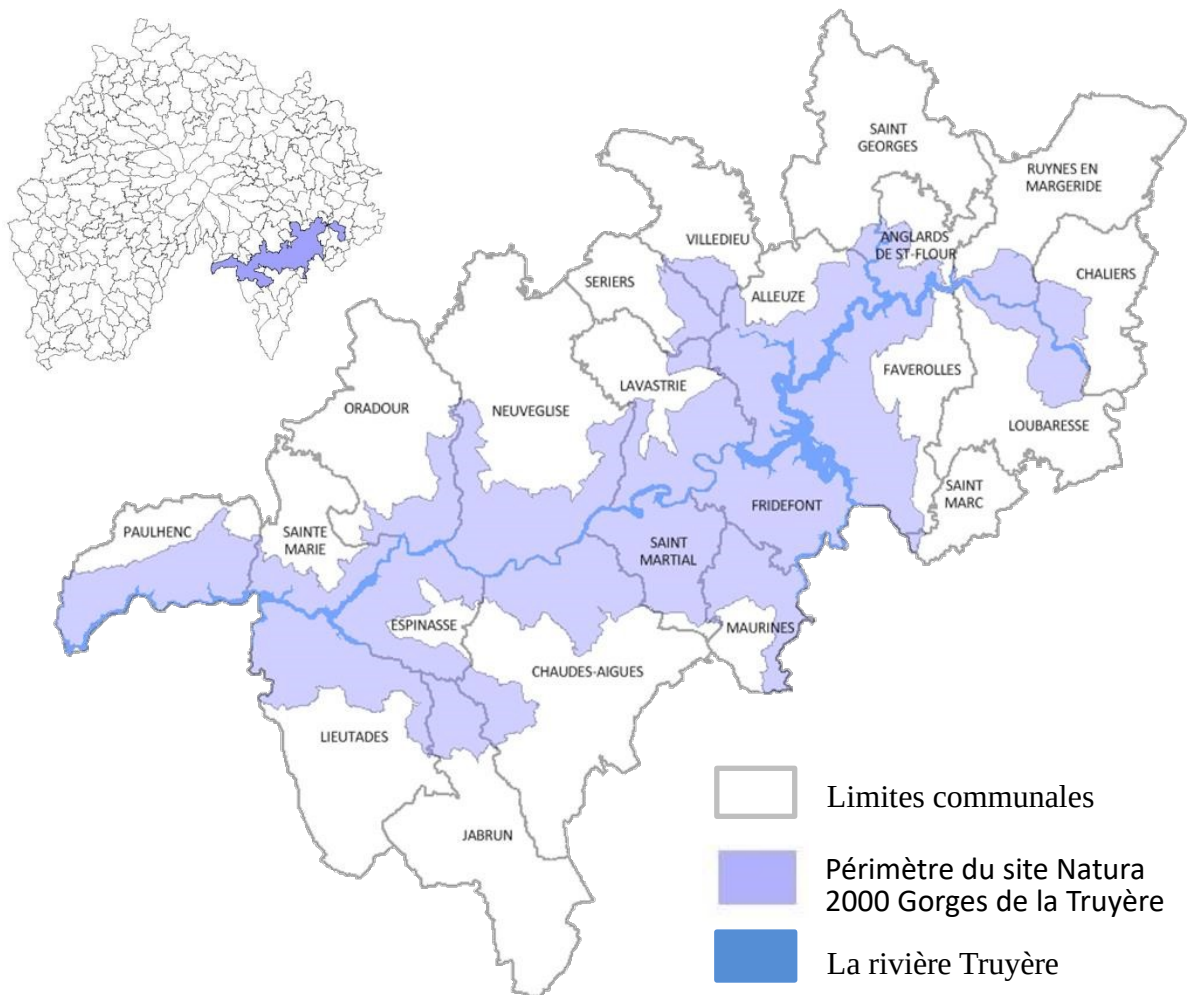 SAINT
GEORGES
RUYNES EN
MARGERIDE
VILLEDIEU
ANGLARDS
DE ST-FLOUR
CHALIERS
SERIERS
ALLEUZE
FAVEROLLES
LAVASTRIE
ORADOUR
NEUVEGLISE
LOUBARESSE
SAINT
MARC
FRIDEFONT
PAULHENC
SAINTE
MARIE
SAINT
MARTIAL
ESPINASSE
MAURINES
CHAUDES-AIGUES
LIEUTADES
JABRUN
Limites communales
Périmètre du site Natura
2000 Gorges de la Truyère
La rivière Truyère